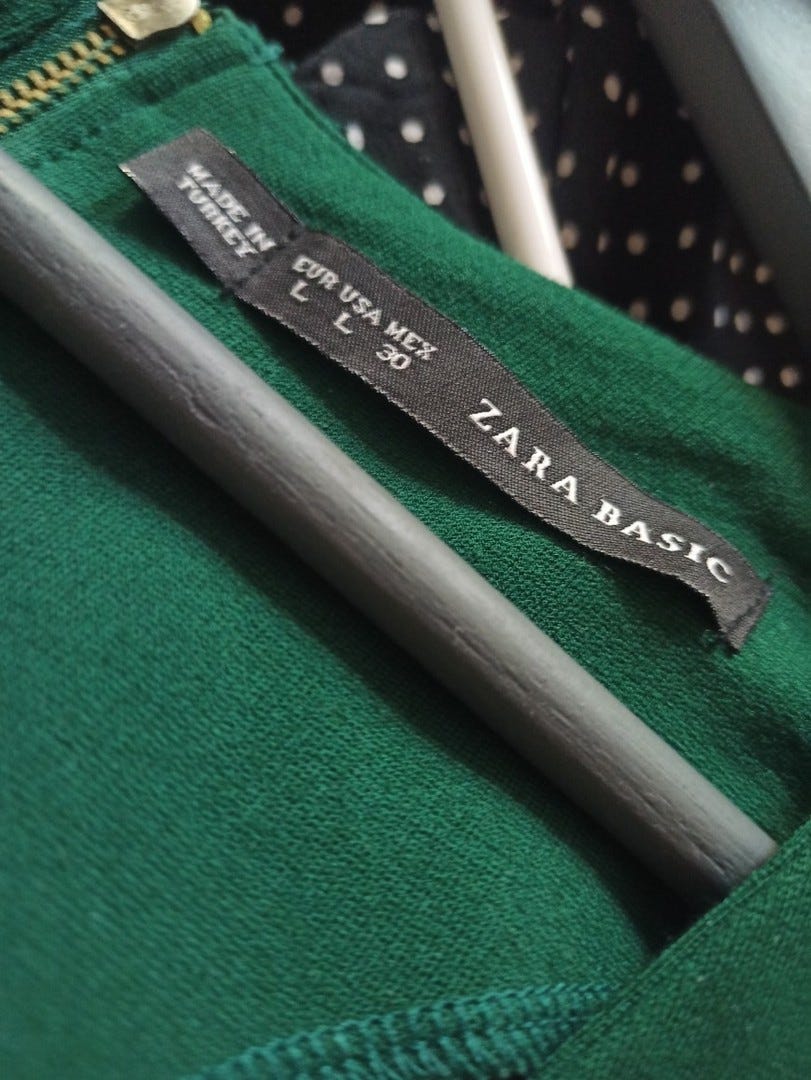 MADE IN
TURKEY
EUR USA MEX
L L 30
ZARA BASIC